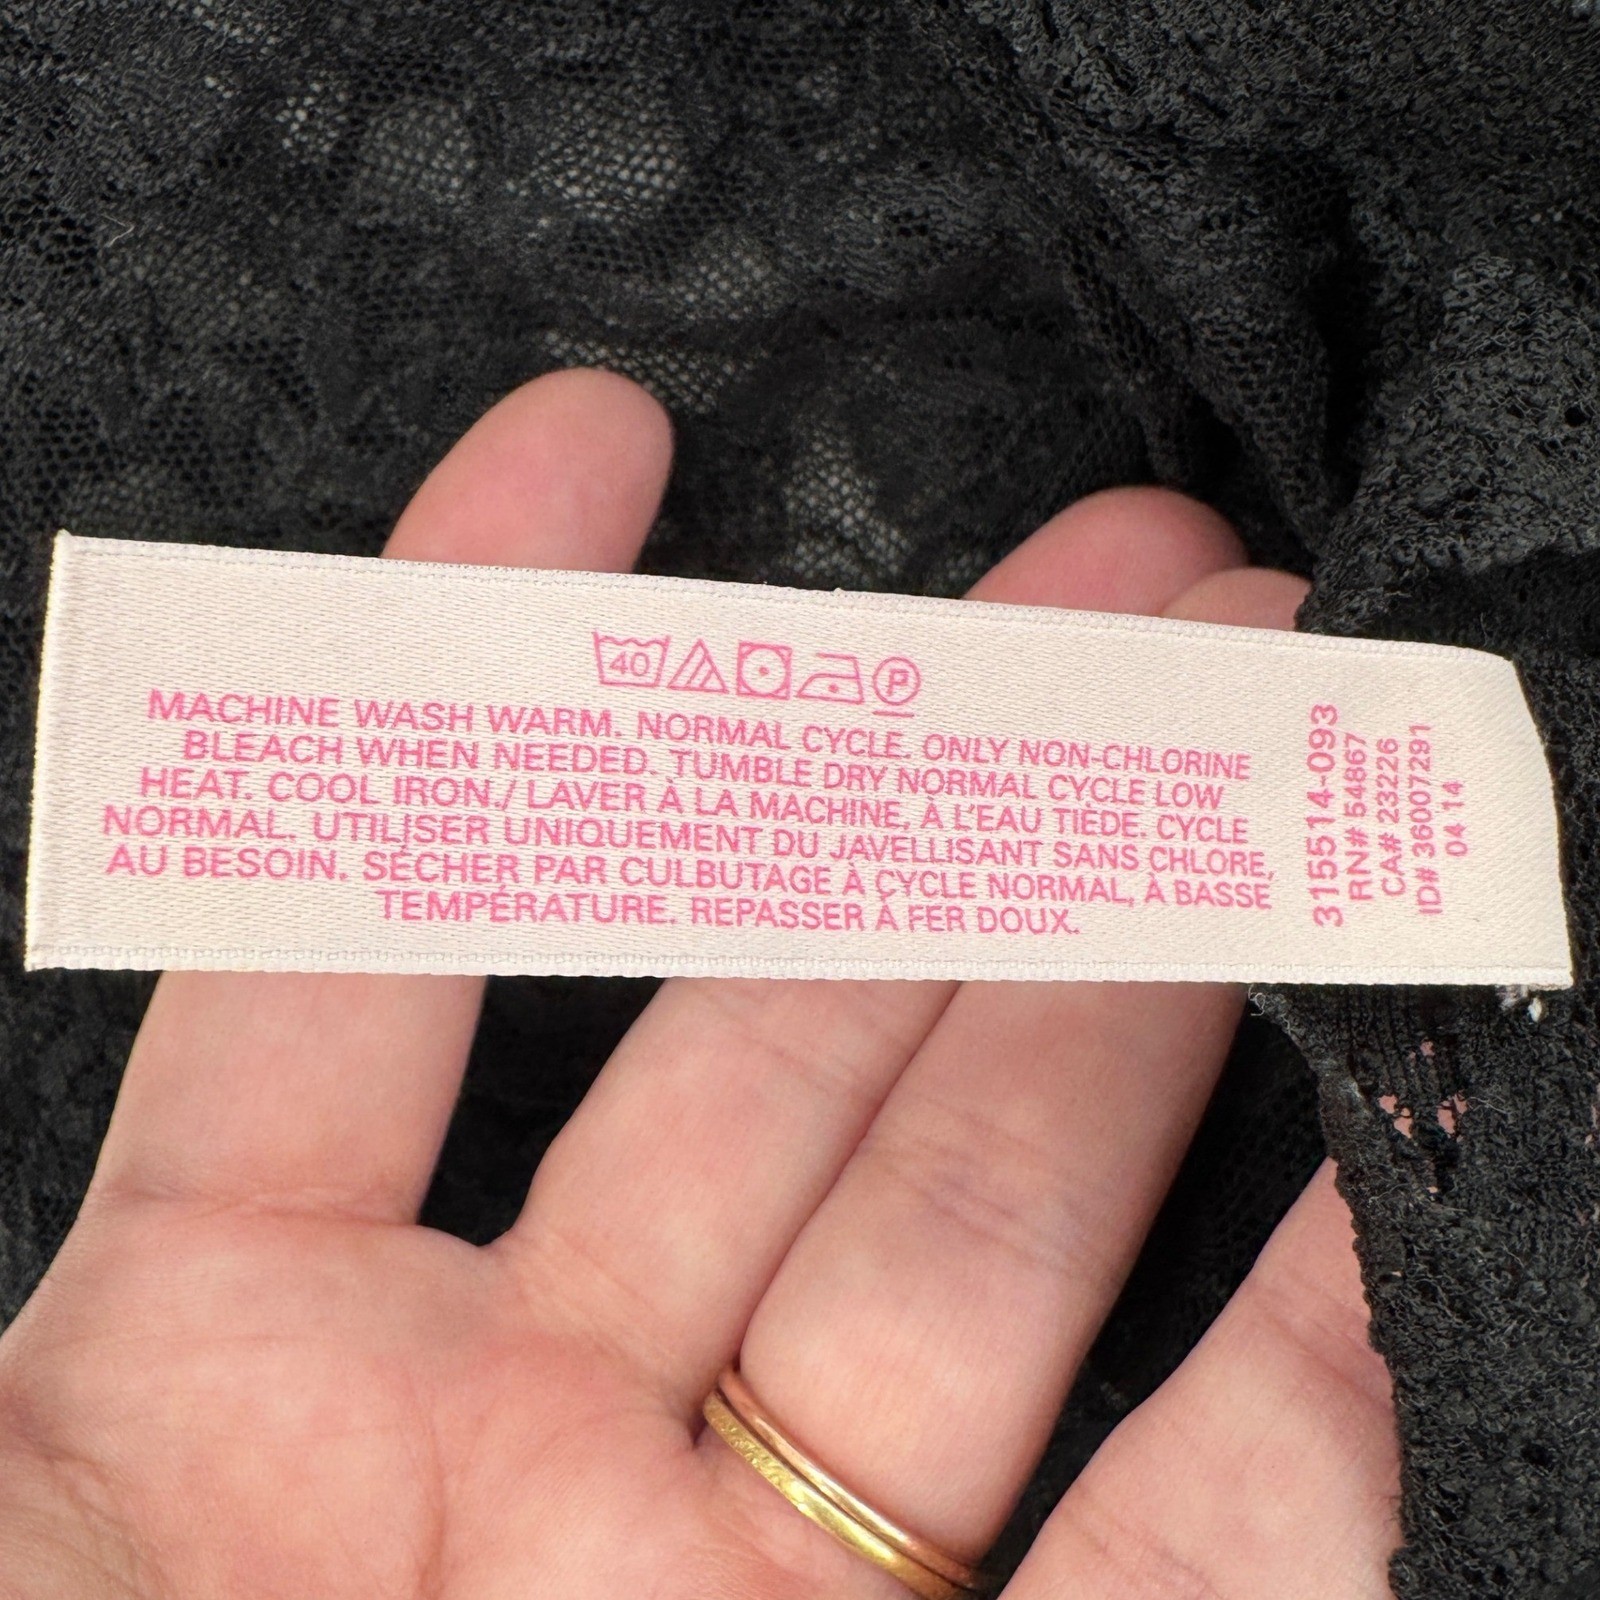 40 P
MACHINE WASH WARM. NORMAL CYCLE. ONLY NON-CHLORINE
BLEACH WHEN NEEDED. TUMBLE DRY NORMAL CYCLE LOW
HEAT. COOL IRON./ LAVER À LA MACHINE, À L'EAU TIÈDE. CYCLE
NORMAL. UTILISER UNIQUEMENT DU JAVELLISANT SANS CHLORE,
AU BESOIN. SÉCHER PAR CULBUTAGE À CYCLE NORMAL, À BASSE
TEMPÉRATURE. REPASSER À FER DOUX.
315514-093
RN# 54867
CA# 23226
ID# 36007291
04 14